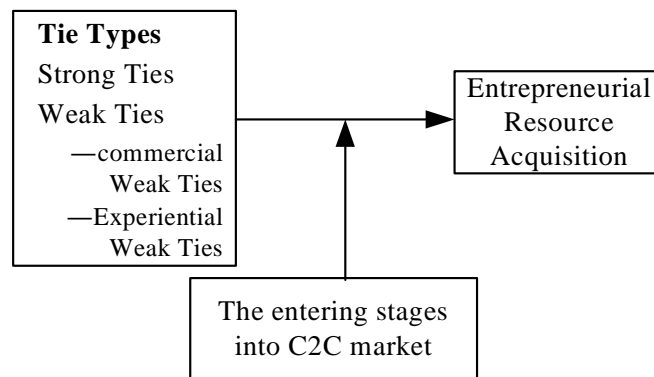 Tie Types
Strong Ties
Weak Ties
—commercial
Weak Ties
—Experiential
Weak Ties
Entrepreneurial
Resource
Acquisition
The entering stages
into C2C market